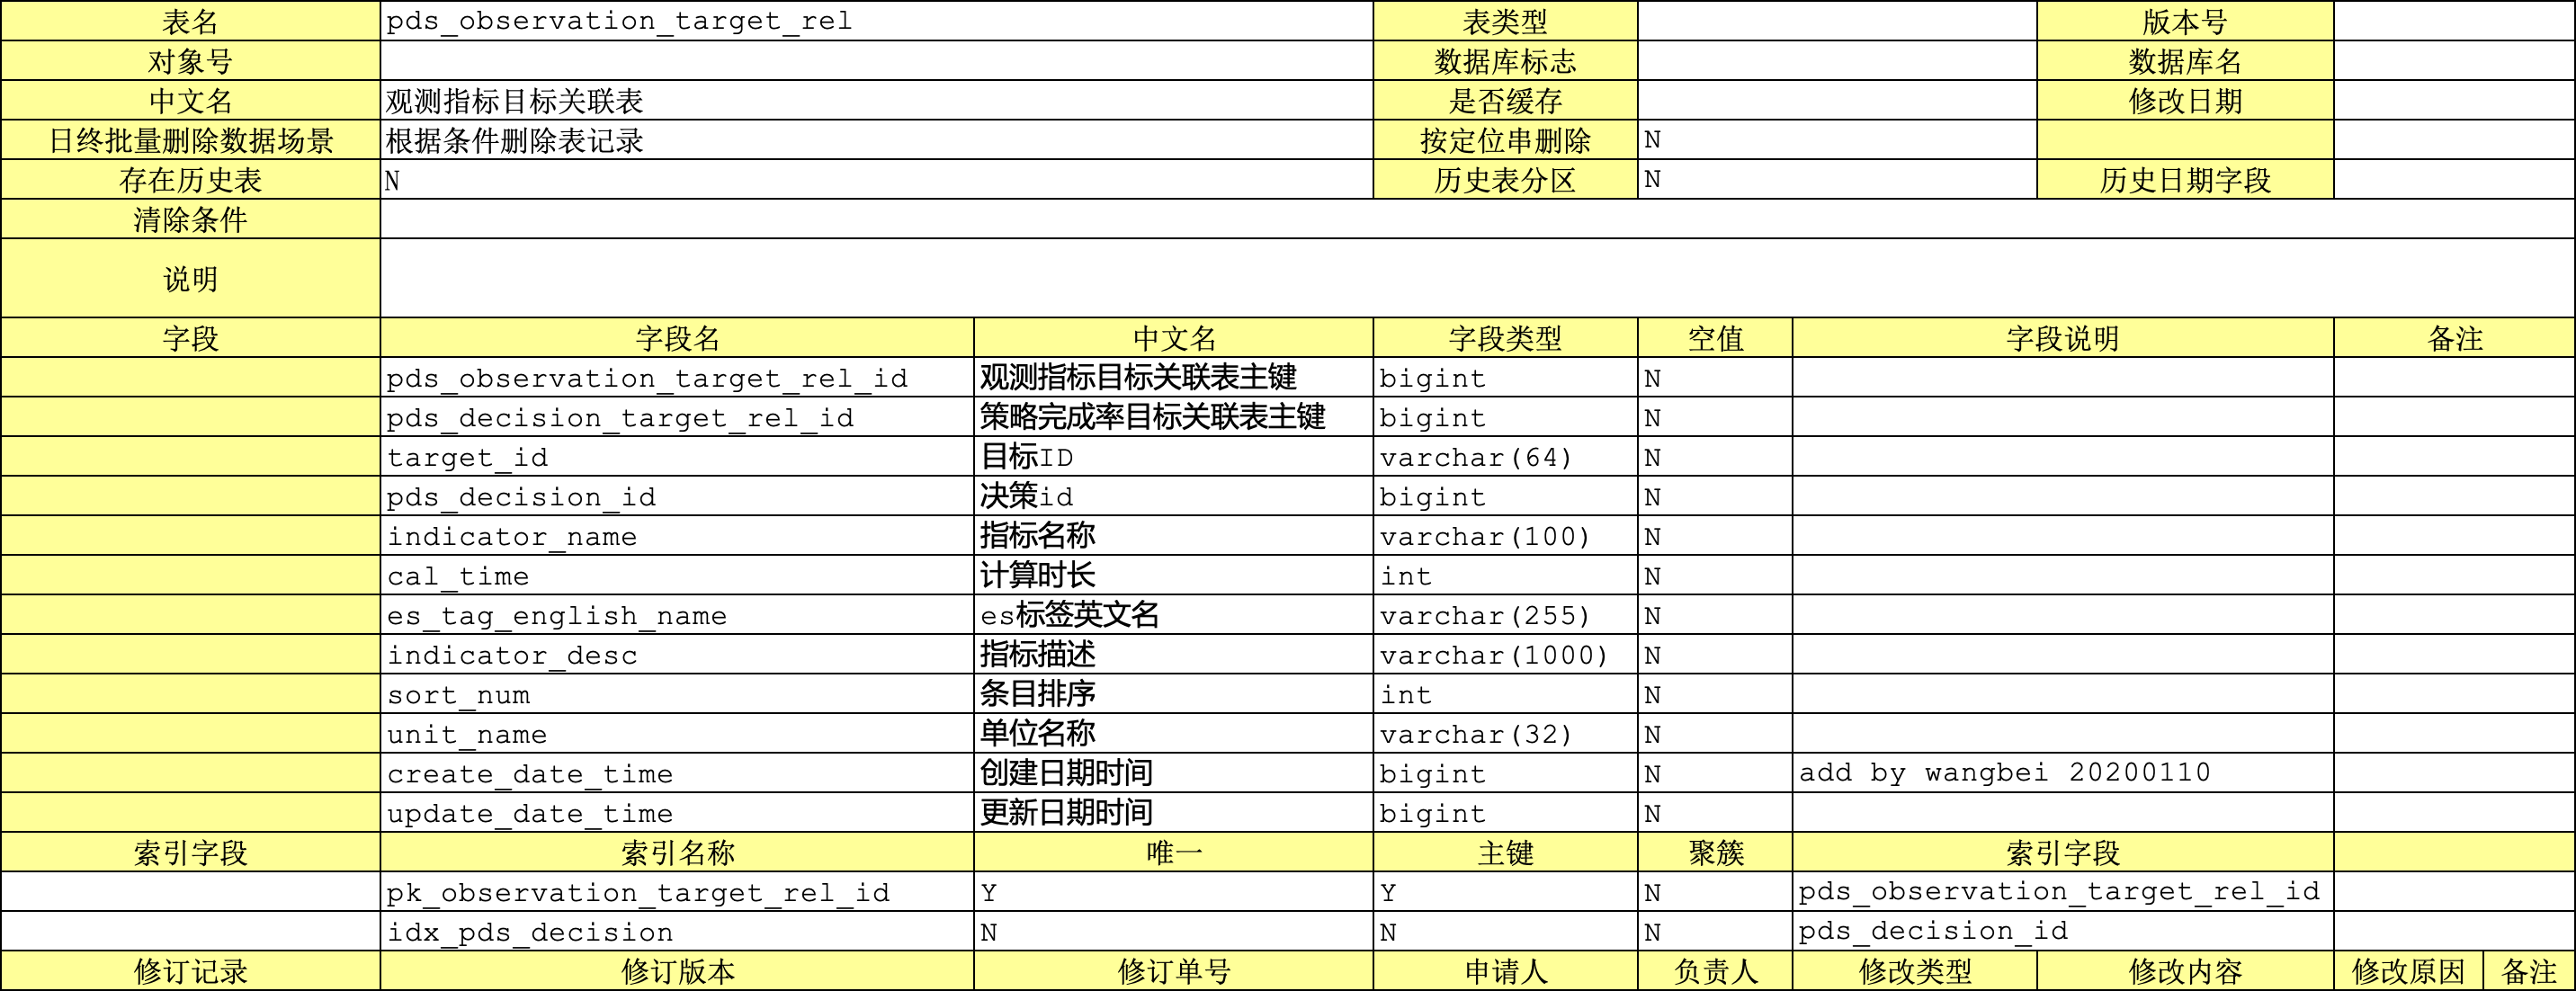 表名 pds_observation_target_rel 表类型 版本号
对象号 数据库标志 数据库名
中文名 观测指标目标关联表 是否缓存 修改日期
日终批量删除数据场景 根据条件删除表记录 按定位串删除 N
存在历史表 N 历史表分区 N 历史日期字段
清除条件
说明
字段 字段名 中文名 字段类型 空值 字段说明 备注
pds_observation_target_rel_id 观测指标目标关联表主键 bigint N
pds_decision_target_rel_id 策略完成率目标关联表主键 bigint N
target_id 目标ID varchar(64) N
pds_decision_id 决策id bigint N
indicator_name 指标名称 varchar(100) N
cal_time 计算时长 int N
es_tag_english_name es标签英文名 varchar(255) N
indicator_desc 指标描述 varchar(1000) N
sort_num 条目排序 int N
unit_name 单位名称 varchar(32) N
create_date_time 创建日期时间 bigint N add by wangbei 20200110
update_date_time 更新日期时间 bigint N
索引字段 索引名称 唯一 主键 聚簇 索引字段
pk_observation_target_rel_id Y Y N pds_observation_target_rel_id
idx_pds_decision N N N pds_decision_id
修订记录 修订版本 修订单号 申请人 负责人 修改类型 修改内容 修改原因 备注